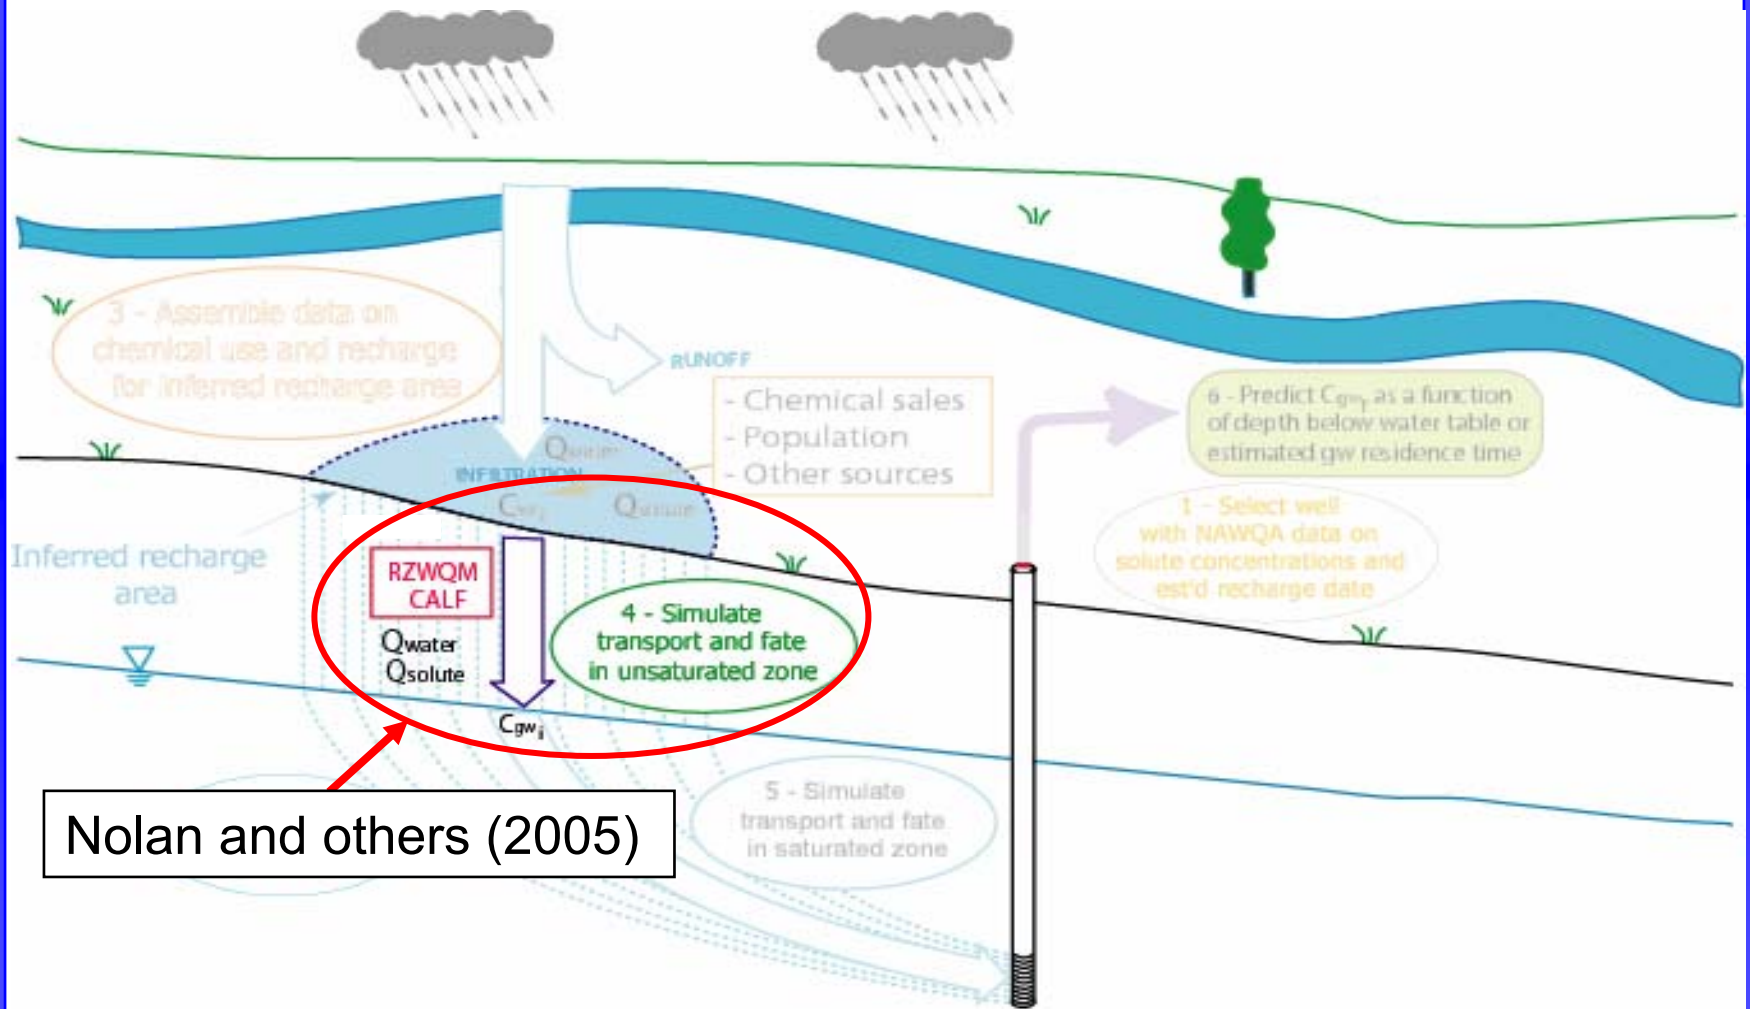 3 - Assemble data on
chemical use and recharge
for inferred recharge area
RUNOFF
- Chemical sales
- Population
- Other sources
6 - Predict Cgwi as a function
of depth below water table or
estimated gw residence time
Qwater
INFILTRATION
Qsolute
1 - Select well
with NAWQA data on
solute concentrations and
est'd recharge date
Inferred recharge
area
RZWQM
CALF
Qwater
Qsolute
4 - Simulate
transport and fate
in unsaturated zone
Cgwi
5 - Simulate
transport and fate
in saturated zone
Nolan and others (2005)